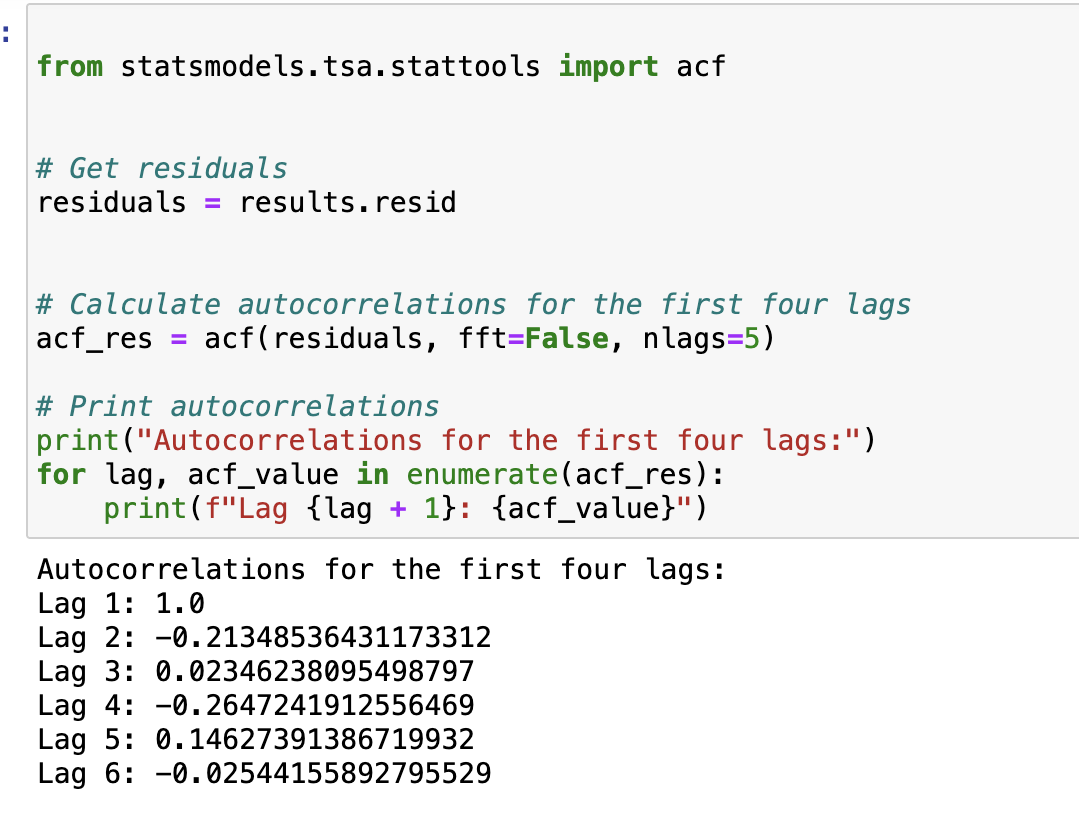 :
from statsmodels.tsa.stattools import acf
# Get residuals
residuals = results.resid
# Calculate autocorrelations for the first four lags
acf_res = acf(residuals, fft=False, nlags=5)
# Print autocorrelations
print("Autocorrelations for the first four lags:")
for lag, acf_value in enumerate(acf_res):
    print(f"Lag {lag + 1}: {acf_value}")
Autocorrelations for the first four lags:
Lag 1: 1.0
Lag 2: -0.21348536431173312
Lag 3: 0.02346238095498797
Lag 4: -0.2647241912556469
Lag 5: 0.14627391386719932
Lag 6: -0.02544155892795529